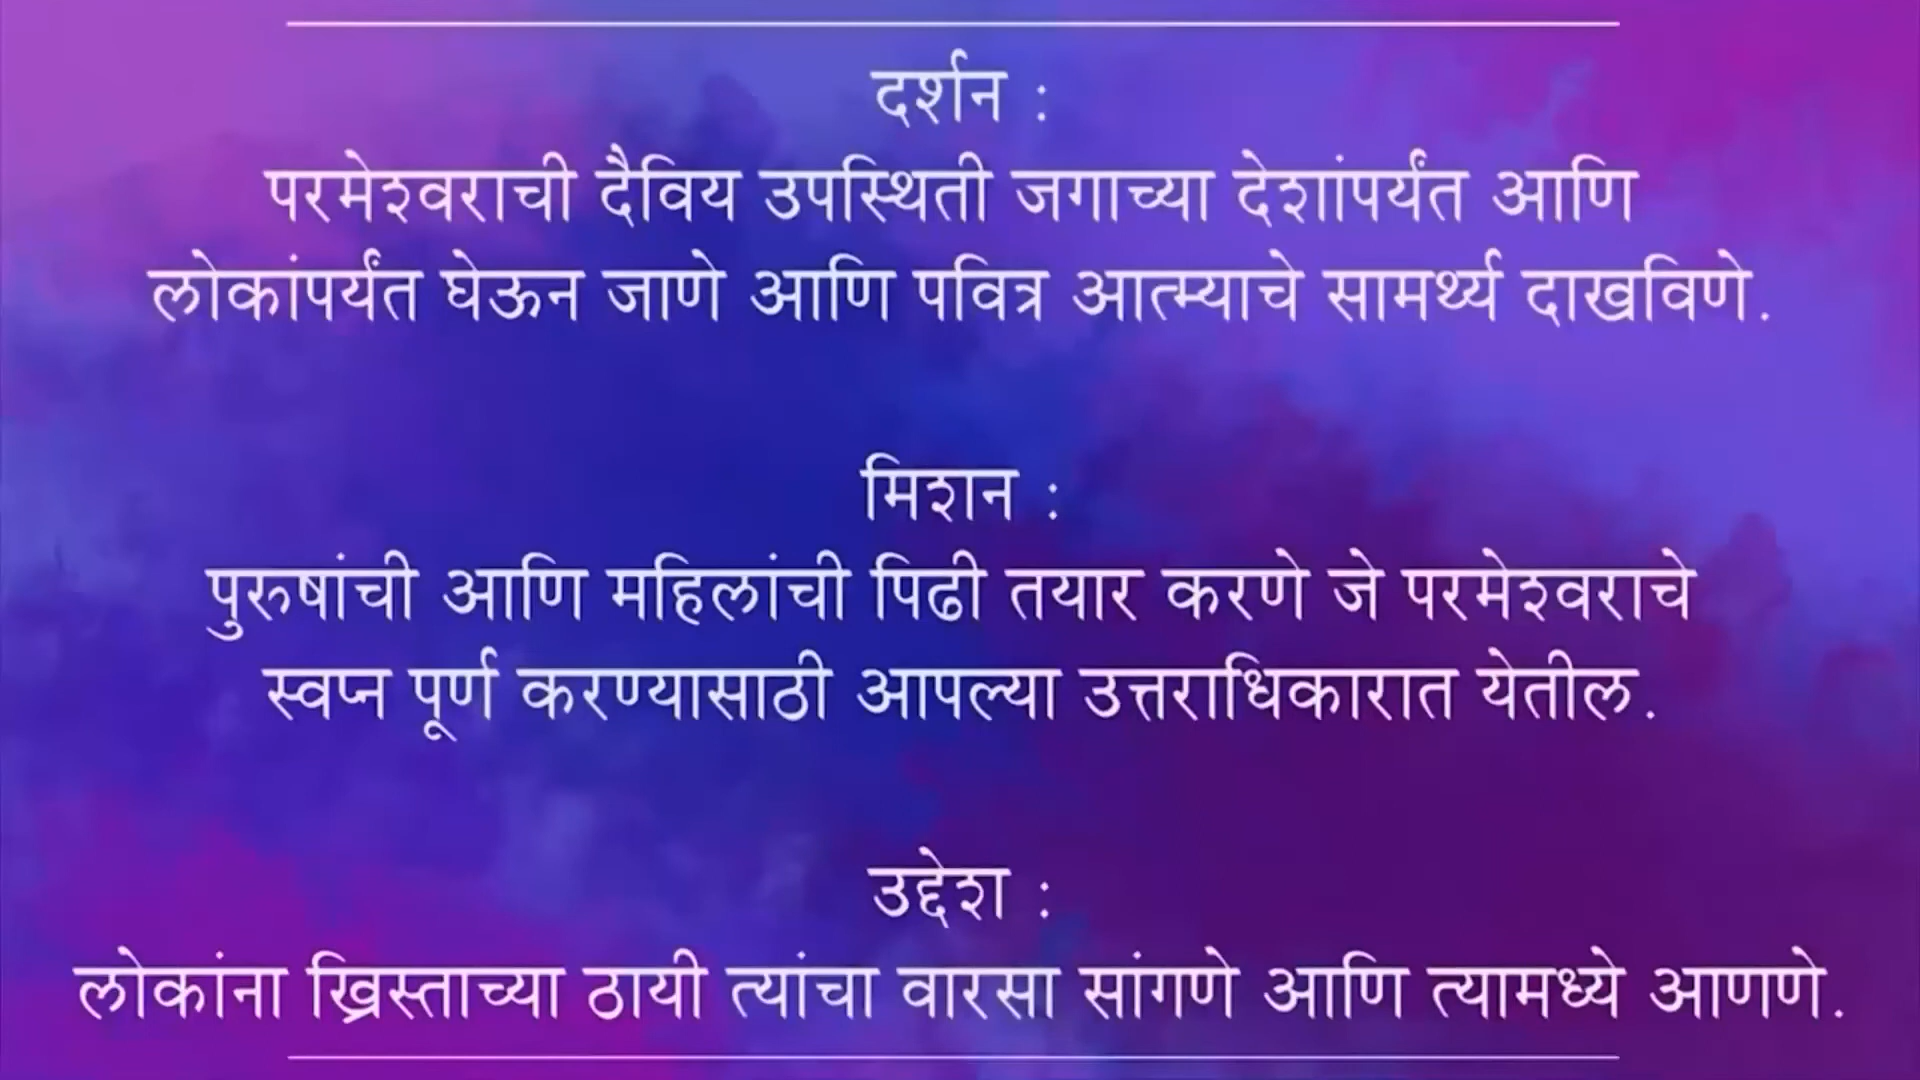 दर्शन :
परमेश्वराची दैविय उपस्थिती जगाच्या देशांपर्यंत आणि
लोकांपर्यंत घेऊन जाणे आणि पवित्र आत्म्याचे सामर्थ्य दाखविणे.
मिशन :
पुरुषांची आणि महिलांची पिढी तयार करणे जे परमेश्वराचे
स्वप्न पूर्ण करण्यासाठी आपल्या उत्तराधिकारात येतील.
उद्देश :
लोकांना ख्रिस्ताच्या ठायी त्यांचा वारसा सांगणे आणि त्यामध्ये आणणे.